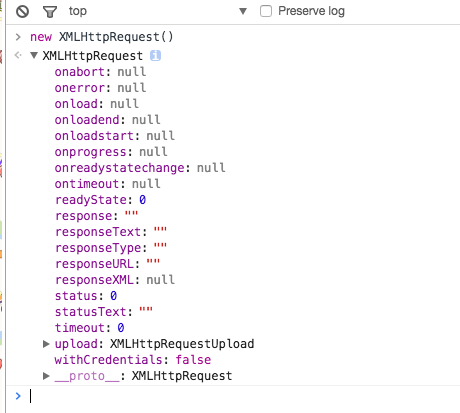 top Preserve log
> new XMLHttpRequest()
XMLHttpRequest i
onabort: null
onerror: null
onload: null
onloadend: null
onloadstart: null
onprogress: null
onreadystatechange: null
ontimeout: null
readyState: 0
response: ""
responseText: ""
responseType: ""
responseURL: ""
responseXML: null
status: 0
statusText: ""
timeout: 0
upload: XMLHttpRequestUpload
withCredentials: false
__proto__: XMLHttpRequest
>